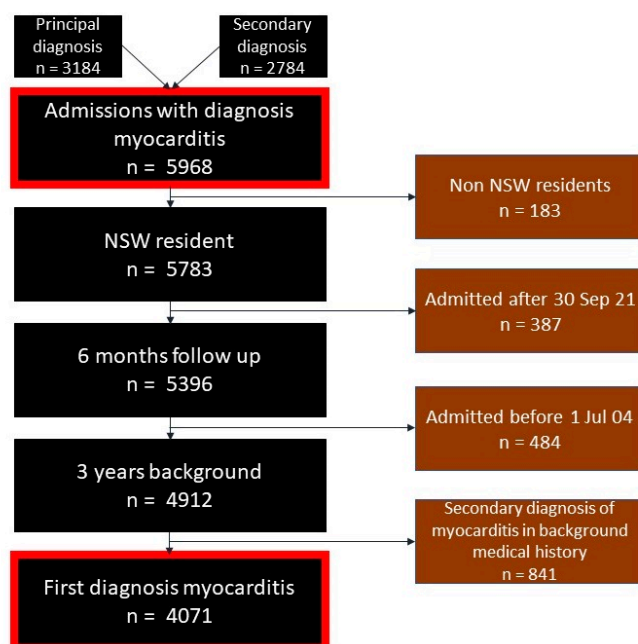 Principal
diagnosis
n = 3184
Secondary
diagnosis
n = 2784
Admissions with diagnosis
myocarditis
n = 5968
Non NSW residents
n = 183
NSW resident
n = 5783
Admitted after 30 Sep 21
n = 387
6 months follow up
n = 5396
Admitted before 1 Jul 04
n = 484
3 years background
n = 4912
Secondary diagnosis of
myocarditis in background
medical history
n = 841
First diagnosis myocarditis
n = 4071